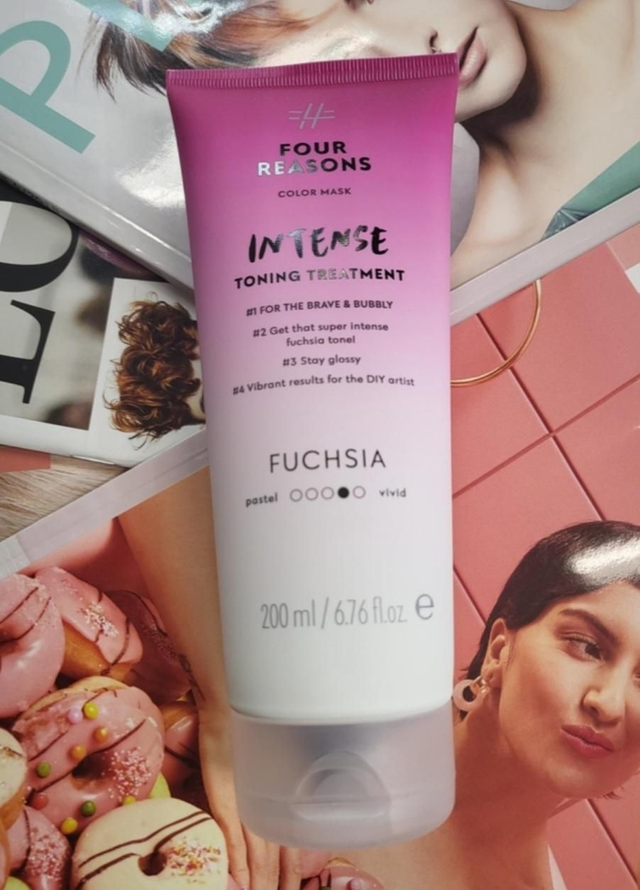 P
LO
FOUR
REASONS
COLOR MASK
INTENSE
TONING TREATMENT
#1 FOR THE BRAVE & BUBBLY
#2 Get that super intense
fuchsia tone!
#3 Stay glossy
#4 Vibrant results for the DIY artist
FUCHSIA
pastel vivid
200 ml / 6.76 fl.oz. e